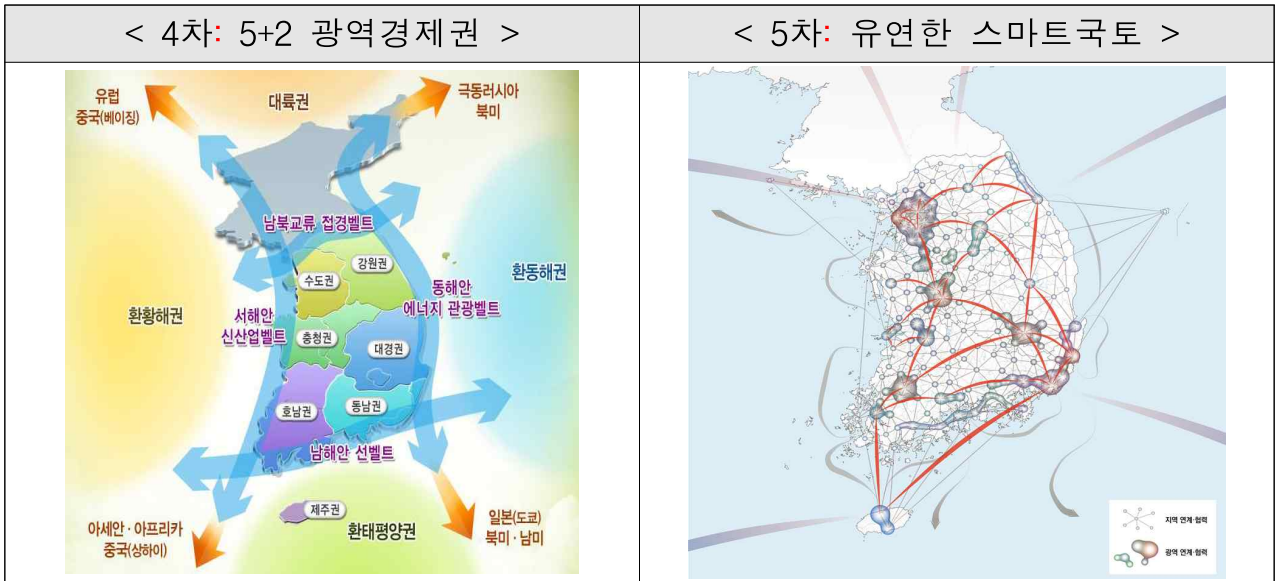 < 4차: 5+2 광역경제권 >
< 5차: 유연한 스마트국토 >
유럽
중국(베이징)
대륙권
극동러시아
북미
남북교류 접경벨트
수도권
강원권
환동해권
동해안
에너지 관광벨트
환황해권
서해안
신산업벨트
충청권
대경권
호남권
동남권
남해안 선벨트
제주권
환태평양권
아세안·아프리카
중국(상하이)
일본(도쿄)
북미·남미
지역 연계·협력
광역 연계·협력